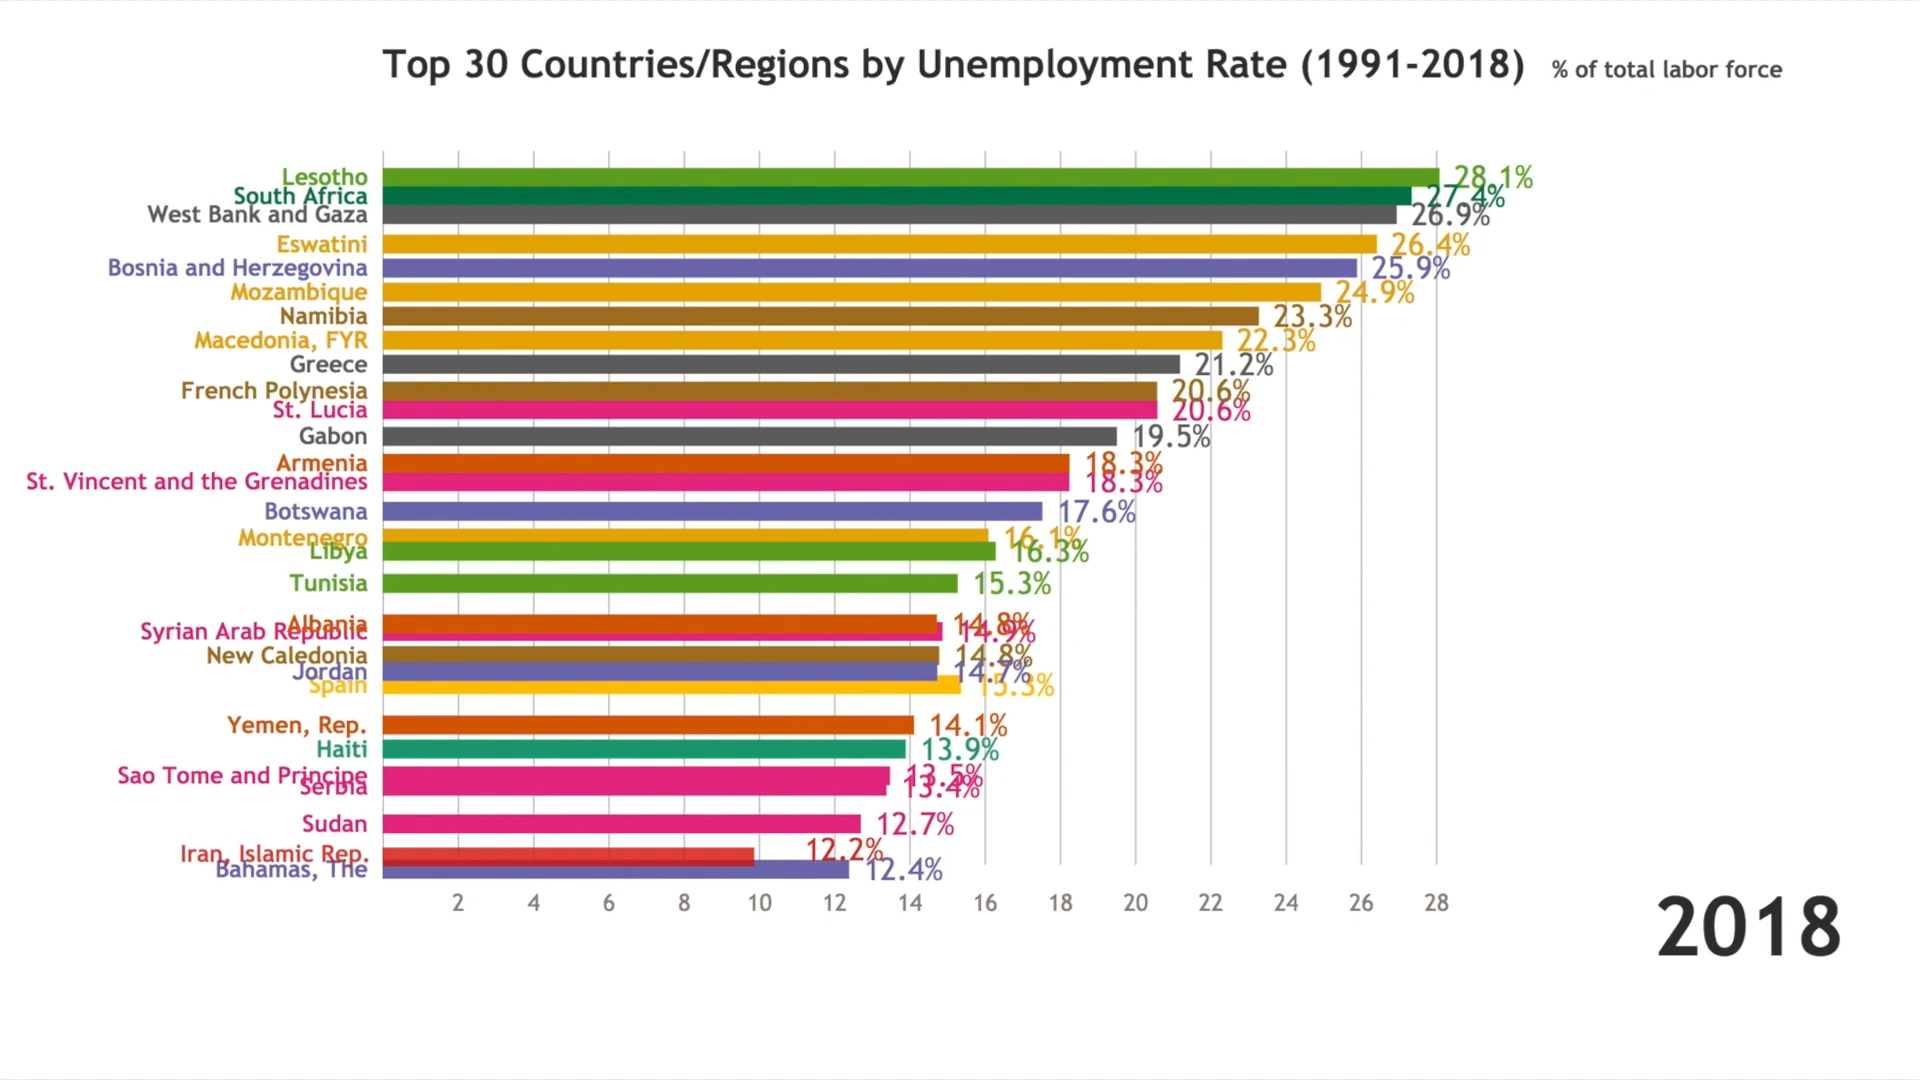 Top 30 Countries/Regions by Unemployment Rate (1991-2018) % of total labor force
Lesotho 28.1%
South Africa 27.4%
West Bank and Gaza 26.9%
Eswatini 26.4%
Bosnia and Herzegovina 25.9%
Mozambique 24.9%
Namibia 23.3%
Macedonia, FYR 22.3%
Greece 21.2%
French Polynesia 20.6%
St. Lucia 20.6%
Gabon 19.5%
Armenia 18.3%
St. Vincent and the Grenadines 18.3%
Botswana 17.6%
Montenegro 16.1%
Libya 16.3%
Tunisia 15.3%
Albania 14.8%
Syrian Arab Republic 14.9%
New Caledonia 14.8%
Jordan 14.7%
Spain 15.3%
Yemen, Rep. 14.1%
Haiti 13.9%
Sao Tome and Principe 13.5%
Serbia 13.4%
Sudan 12.7%
Iran, Islamic Rep. 12.2%
Bahamas, The 12.4%
2 4 6 8 10 12 14 16 18 20 22 24 26 28
2018